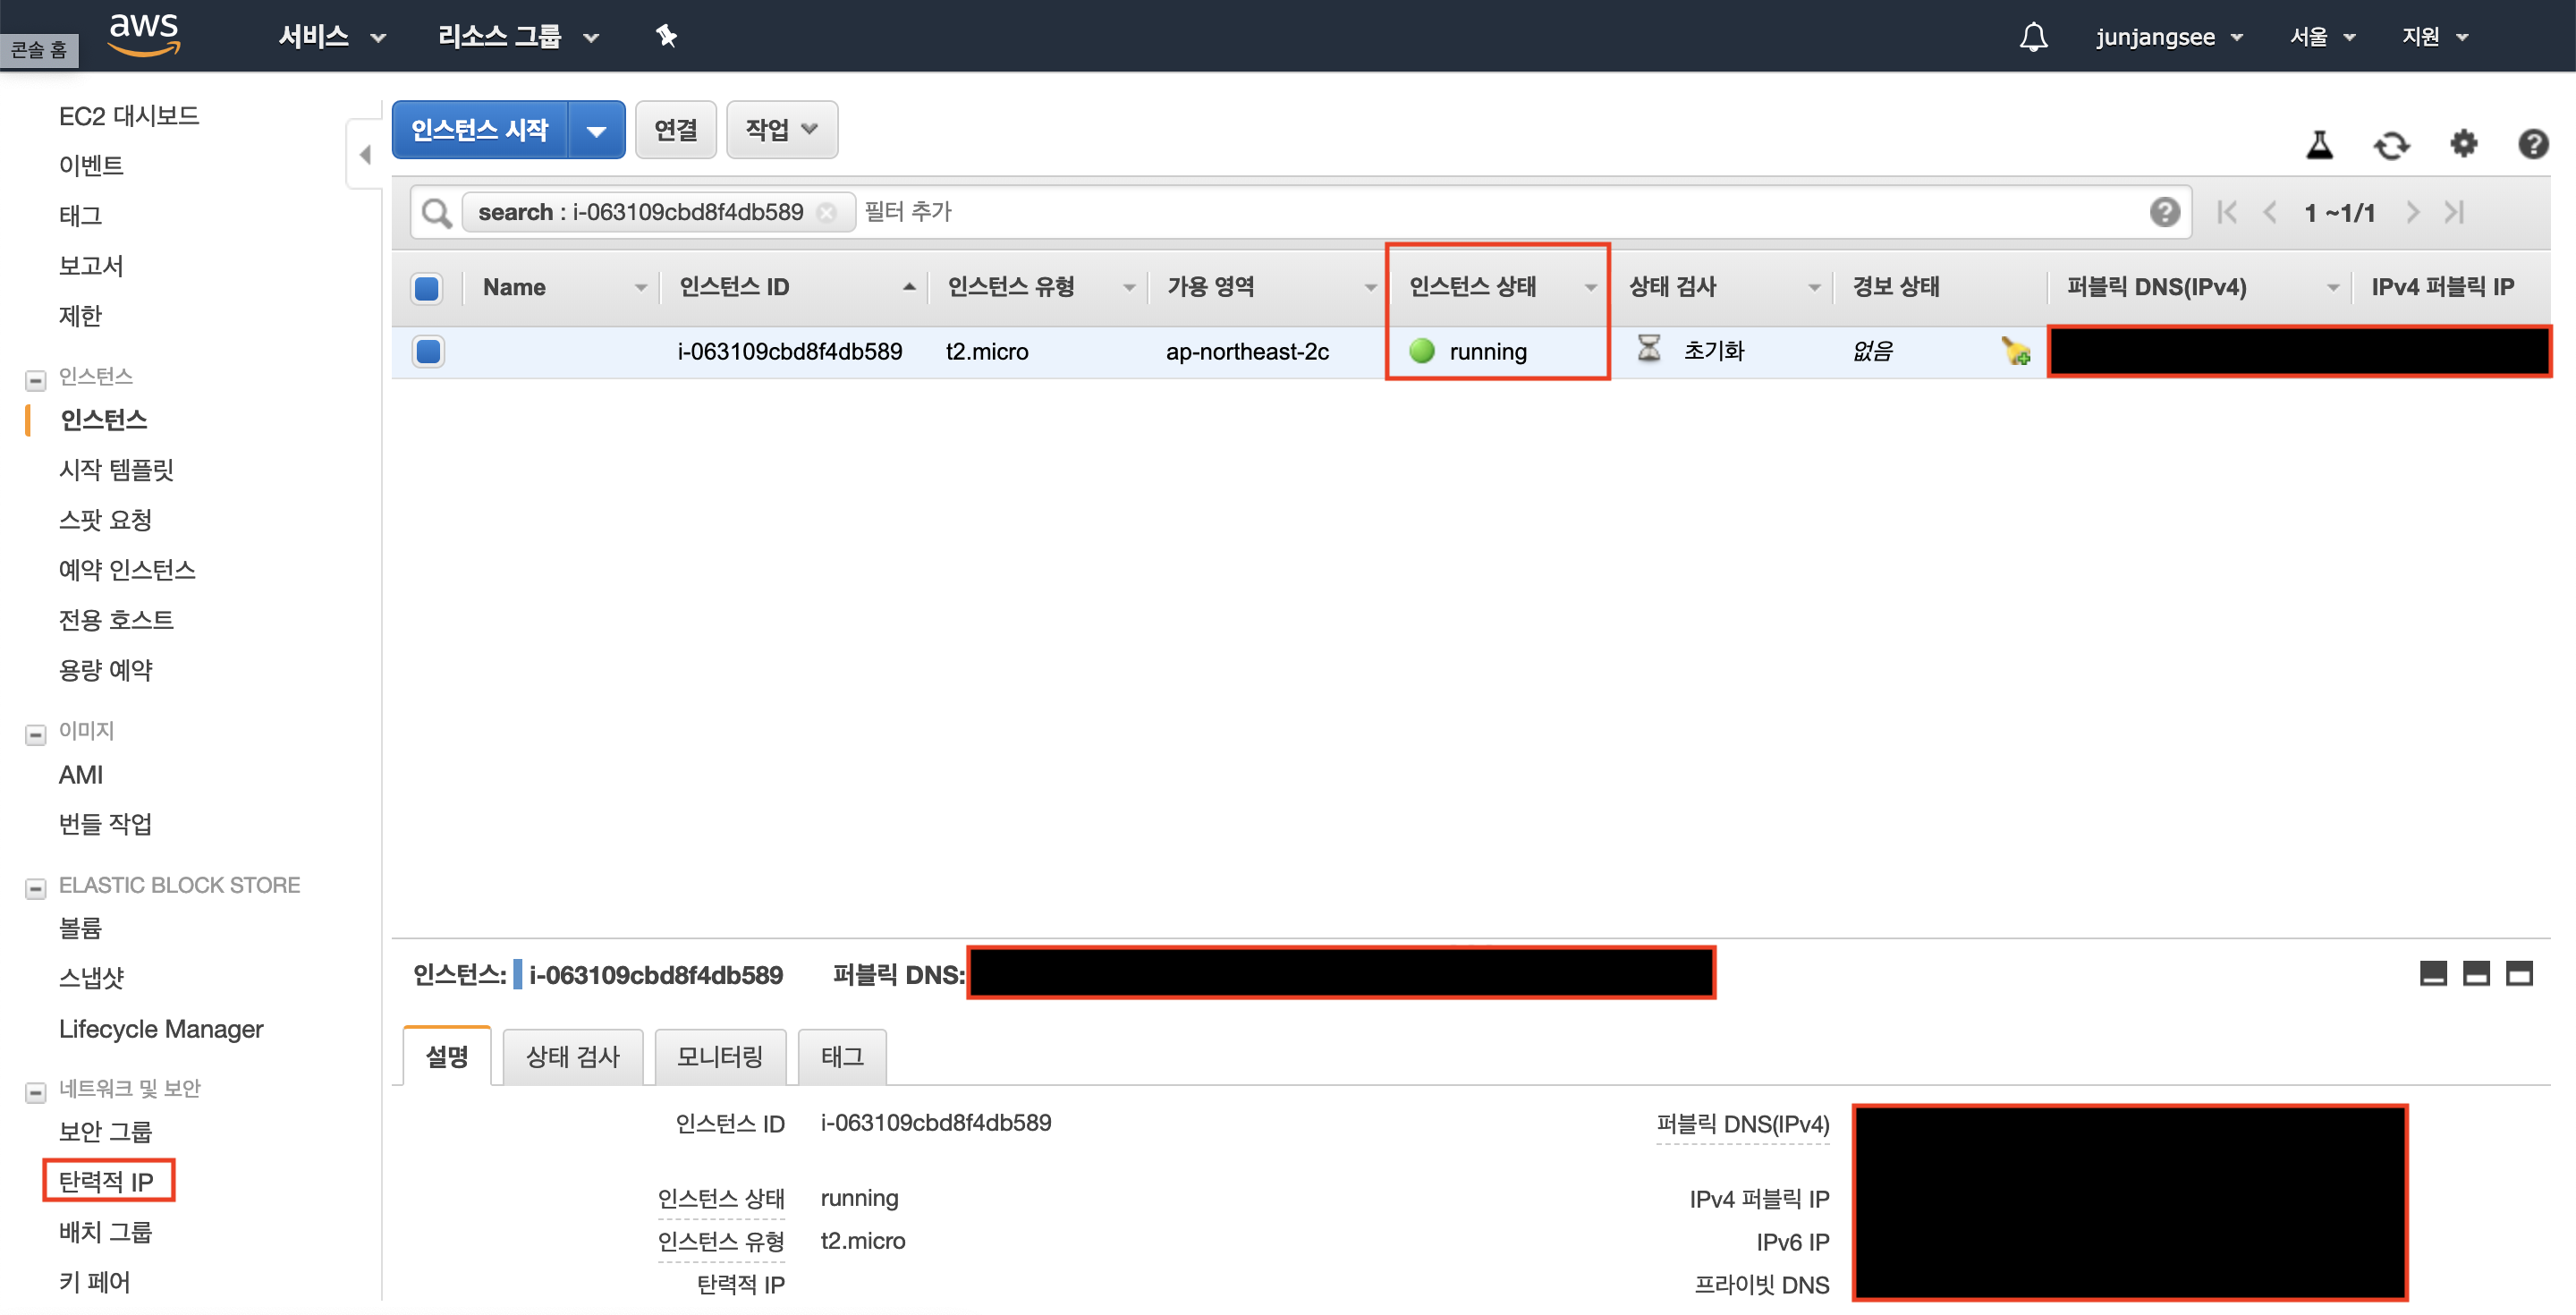 aws
서비스
리소스 그룹
junjangsee
서울
지원
콘솔 홈
EC2 대시보드
이벤트
태그
보고서
제한
인스턴스
인스턴스
시작 템플릿
스팟 요청
예약 인스턴스
전용 호스트
용량 예약
이미지
AMI
번들 작업
ELASTIC BLOCK STORE
볼륨
스냅샷
Lifecycle Manager
네트워크 및 보안
보안 그룹
탄력적 IP
배치 그룹
키 페어
인스턴스 시작
연결
작업
search : i-063109cbd8f4db589 필터 추가
1 ~1/1
Name 인스턴스 ID 인스턴스 유형 가용 영역 인스턴스 상태 상태 검사 경보 상태 퍼블릭 DNS(IPv4) IPv4 퍼블릭 IP
i-063109cbd8f4db589 t2.micro ap-northeast-2c running 초기화 없음
인스턴스: i-063109cbd8f4db589 퍼블릭 DNS:
설명 상태 검사 모니터링 태그
인스턴스 ID i-063109cbd8f4db589 퍼블릭 DNS(IPv4)
인스턴스 상태 running IPv4 퍼블릭 IP
인스턴스 유형 t2.micro IPv6 IP
탄력적 IP 프라이빗 DNS